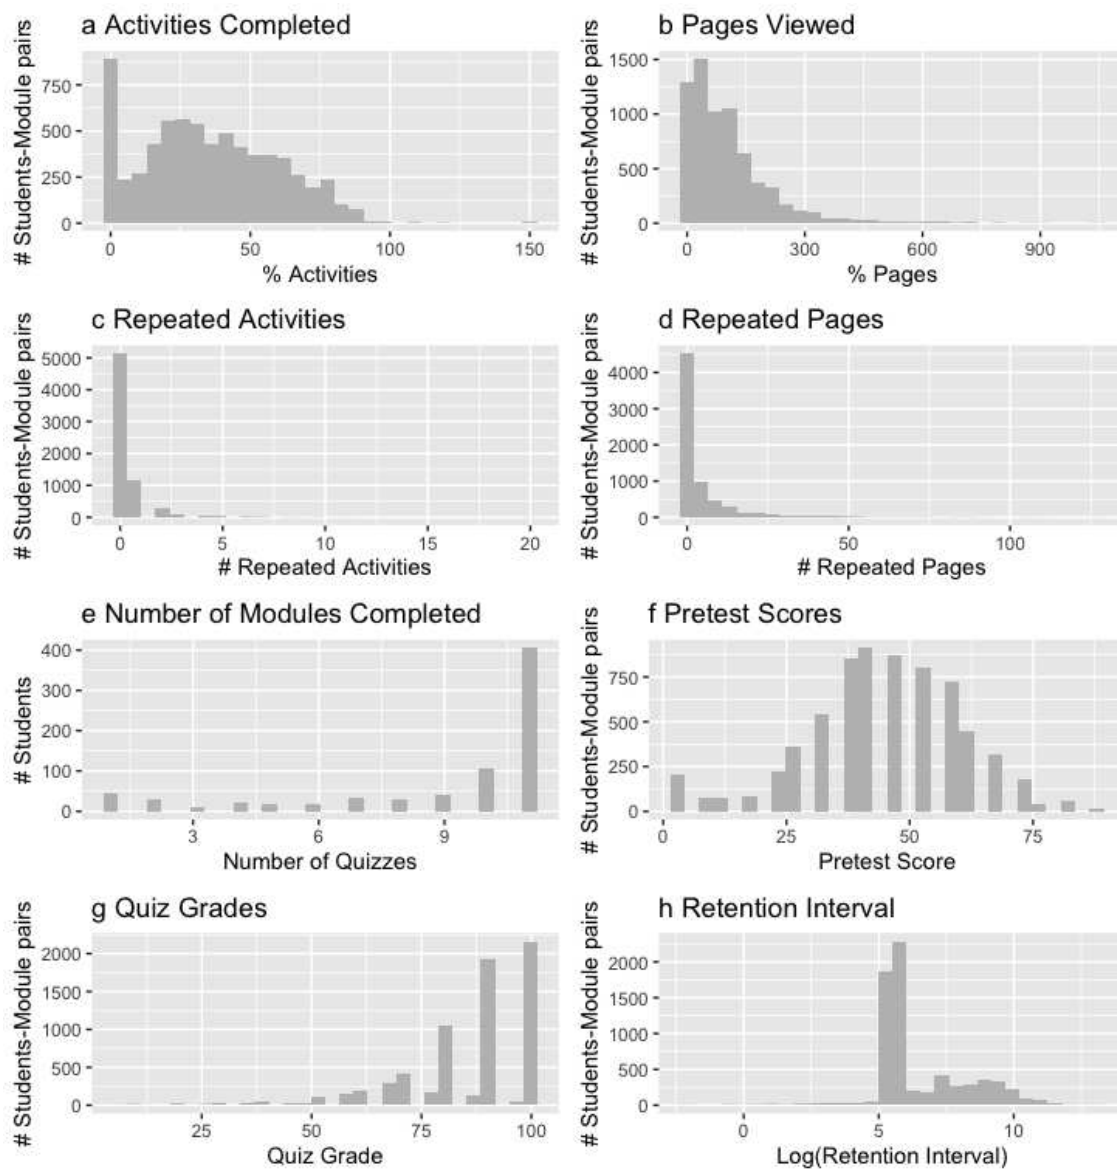 a Activities Completed
# Students-Module pairs
750
500
250
0
0
50
100
150
% Activities
b Pages Viewed
# Students-Module pairs
1500
1000
500
0
0
300
600
900
% Pages
c Repeated Activities
# Students-Module pairs
5000
4000
3000
2000
1000
0
0
5
10
15
20
# Repeated Activities
d Repeated Pages
# Students-Module pairs
4000
3000
2000
1000
0
0
50
100
# Repeated Pages
e Number of Modules Completed
# Students
400
300
200
100
0
3
6
9
Number of Quizzes
f Pretest Scores
# Students-Module pairs
750
500
250
0
0
25
50
75
Pretest Score
g Quiz Grades
# Students-Module pairs
2000
1500
1000
500
0
25
50
75
100
Quiz Grade
h Retention Interval
# Students-Module pairs
2000
1500
1000
500
0
0
5
10
Log(Retention Interval)